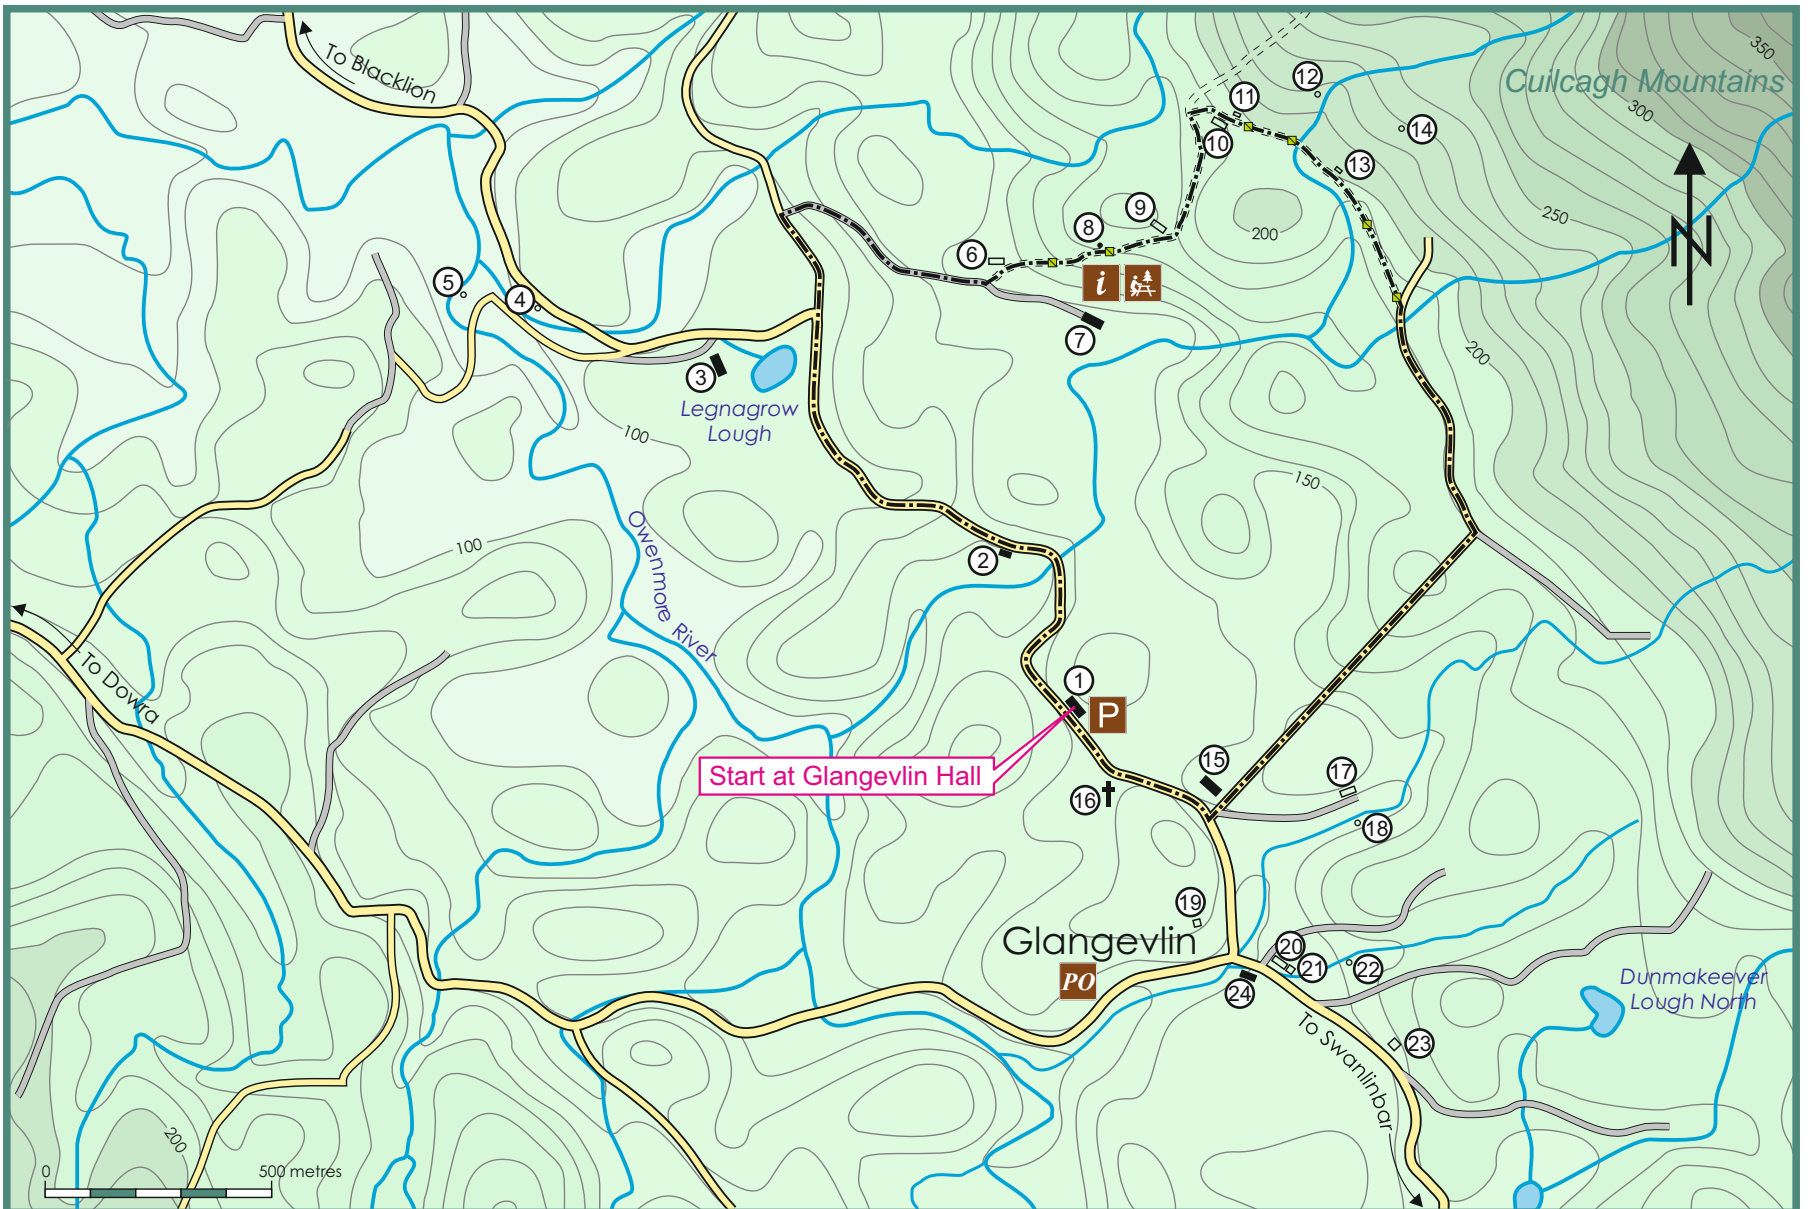 350
To Blacklion
12
Cuilcagh Mountains
11
300
14
10
13
N
9
250
8
200
6
5
i
4
7
200
3
Legnagrow
Lough
100
150
Owenmore River
100
2
To Dowra
1
P
Start at Glangevlin Hall
15
17
16
18
19
Glangevlin
20
21
22
PO
24
Dunmakeever
Lough North
To Swanlinbar
23
200
0
500 metres